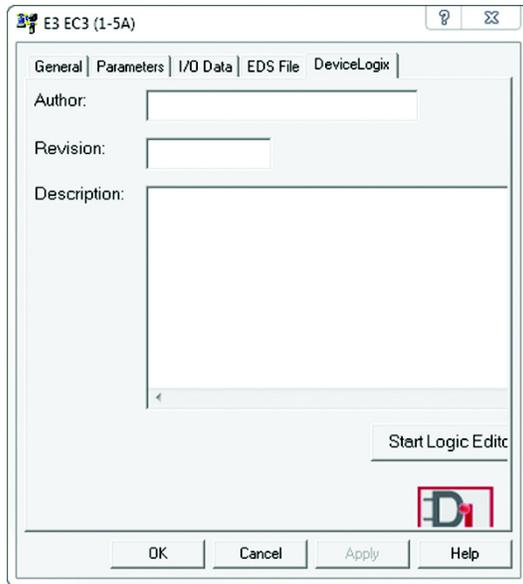 E3 EC3 (1-5A)
General Parameters I/O Data EDS File DeviceLogix
Author:
Revision:
Description:
Start Logic Edito
OK Cancel Apply Help